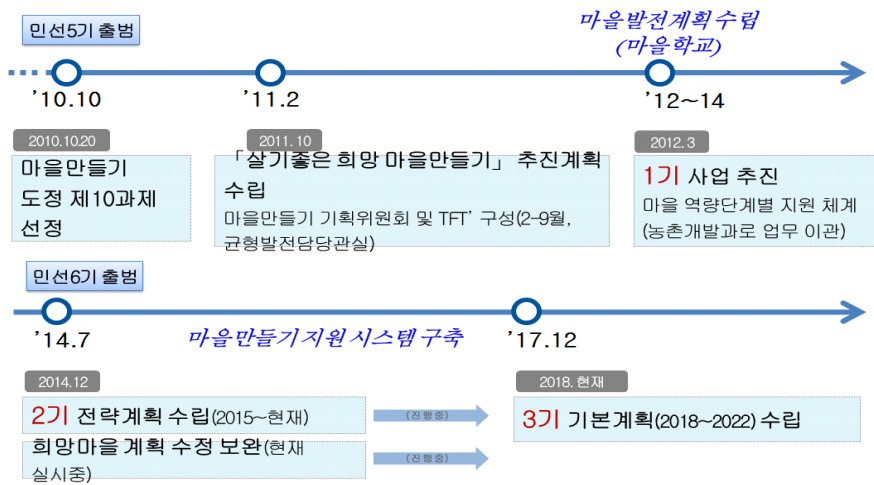 민선5기 출범
마을발전계획수립
(마을학교)
’10.10
’11.2
’12~14
2010.10.20
마을만들기
도정 제10과제
선정
2011. 10
「살기좋은 희망 마을만들기」 추진계획
수립
마을만들기 기획위원회 및 TFT’ 구성(2-9월,
균형발전담당관실)
2012. 3
1기 사업 추진
마을 역량단계별 지원 체계
(농촌개발과로 업무 이관)
민선6기 출범
’14.7
마을만들기지원시스템구축
’17.12
2014.12
2기 전략계획 수립(2015~현재)
(진행중)
희망마을 계획 수정 보완(현재
실시중)
(진행중)
2018. 현재
3기 기본계획(2018~2022) 수립